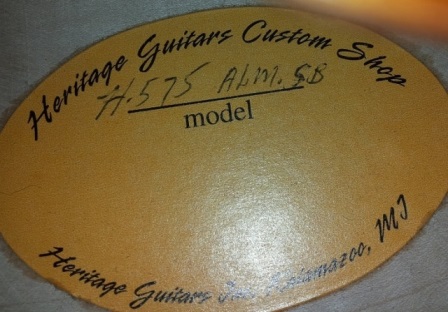 Heritage Guitars Custom Shop
H.575 ALM. SB
model
Heritage Guitars Inc. Kalamazoo, MI